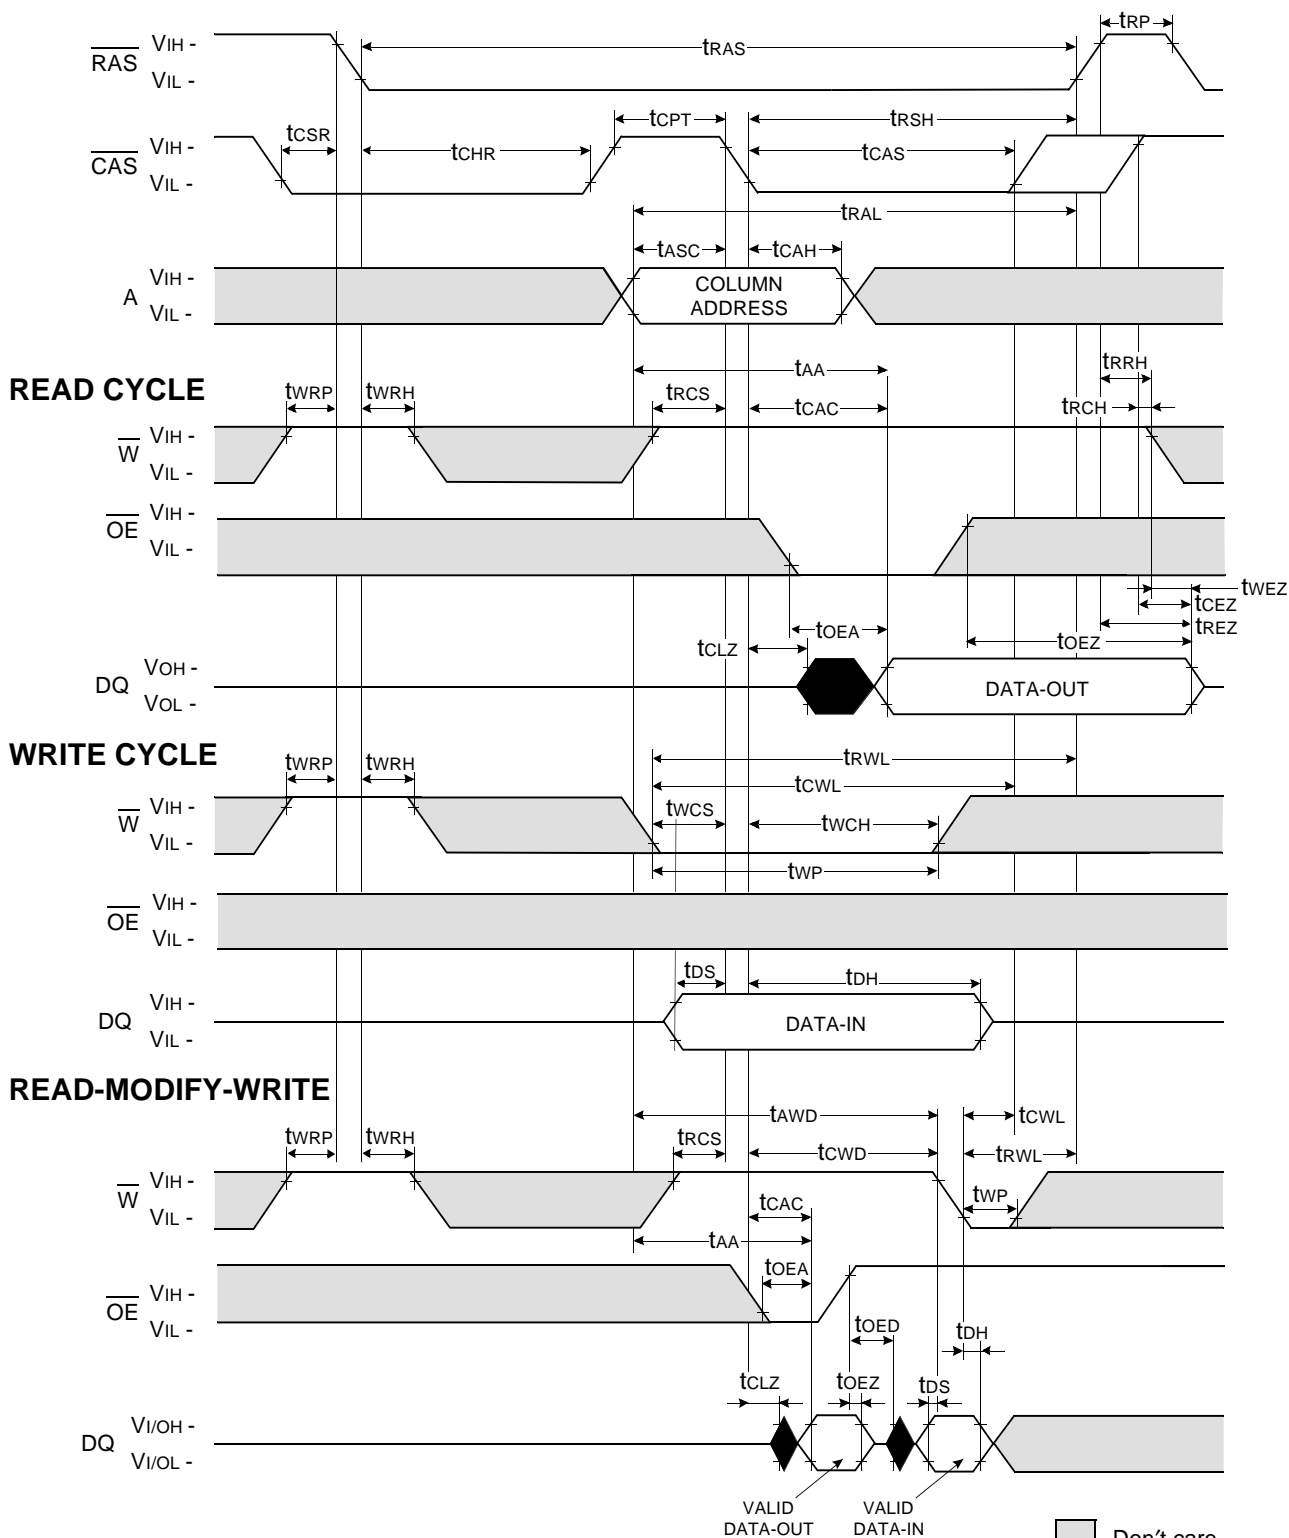 tRP
RAS VIH -
VIL -
tRAS
tCSR
tCPT
tRSH
CAS VIH -
VIL -
tCHR
tCAS
tRAL
tASC
tCAH
A VIH -
VIL -
COLUMN
ADDRESS
READ CYCLE
tAA
tRRH
tWRP
tWRH
tRCS
tCAC
tRCH
W VIH -
VIL -
OE VIH -
VIL -
tWEZ
tCEZ
tREZ
tOEZ
tOEA
tCLZ
DQ VOH -
VOL -
DATA-OUT
WRITE CYCLE
tWRP
tWRH
tRWL
tCWL
W VIH -
VIL -
tWCS
tWCH
tWP
OE VIH -
VIL -
tDS
tDH
DQ VIH -
VIL -
DATA-IN
READ-MODIFY-WRITE
tAWD
tCWL
tWRP
tWRH
tRCS
tCWD
tRWL
W VIH -
VIL -
tWP
tCAC
tAA
tOEA
OE VIH -
VIL -
tOED
tDH
tCLZ
tOEZ
tDS
DQ VI/OH -
VI/OL -
VALID
DATA-OUT
VALID
DATA-IN
Don't care